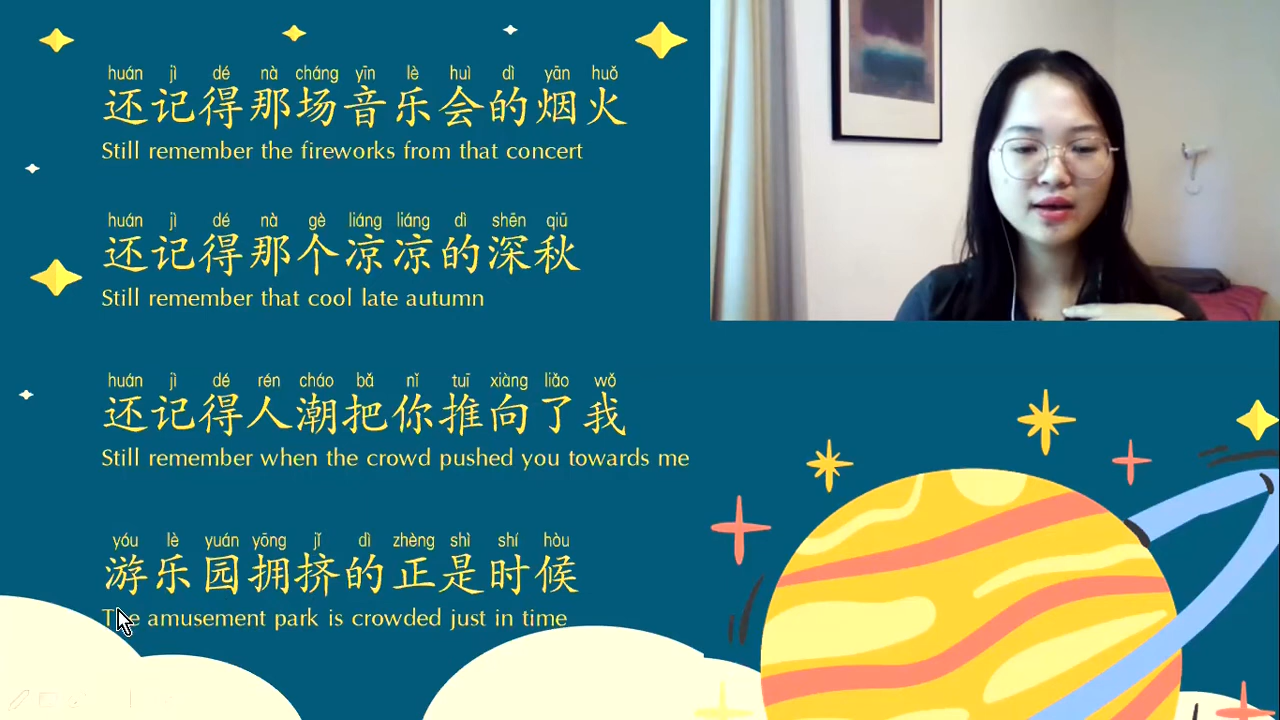 huán jì dé nà cháng yīn lè huì dì yān huǒ
还记得那场音乐会的烟火
Still remember the fireworks from that concert
huán jì dé nà gè liáng liáng dì shēn qiū
还记得那个凉凉的深秋
Still remember that cool late autumn
huán jì dé rén cháo bǎ nǐ tuī xiàng liǎo wǒ
还记得人潮把你推向了我
Still remember when the crowd pushed you towards me
yóu lè yuán yōng jǐ dì zhèng shì shí hòu
游乐园拥挤的正是时候
The amusement park is crowded just in time